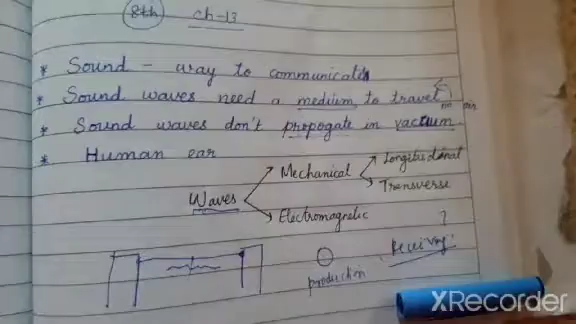 8th ch-13
* Sound - way to communicate
* Sound waves need a medium to travel
* Sound waves don't propogate in vacuum
* Human ear
Waves
Mechanical
Longitudinal
Transverse
Electromagnetic
production
XRecorder